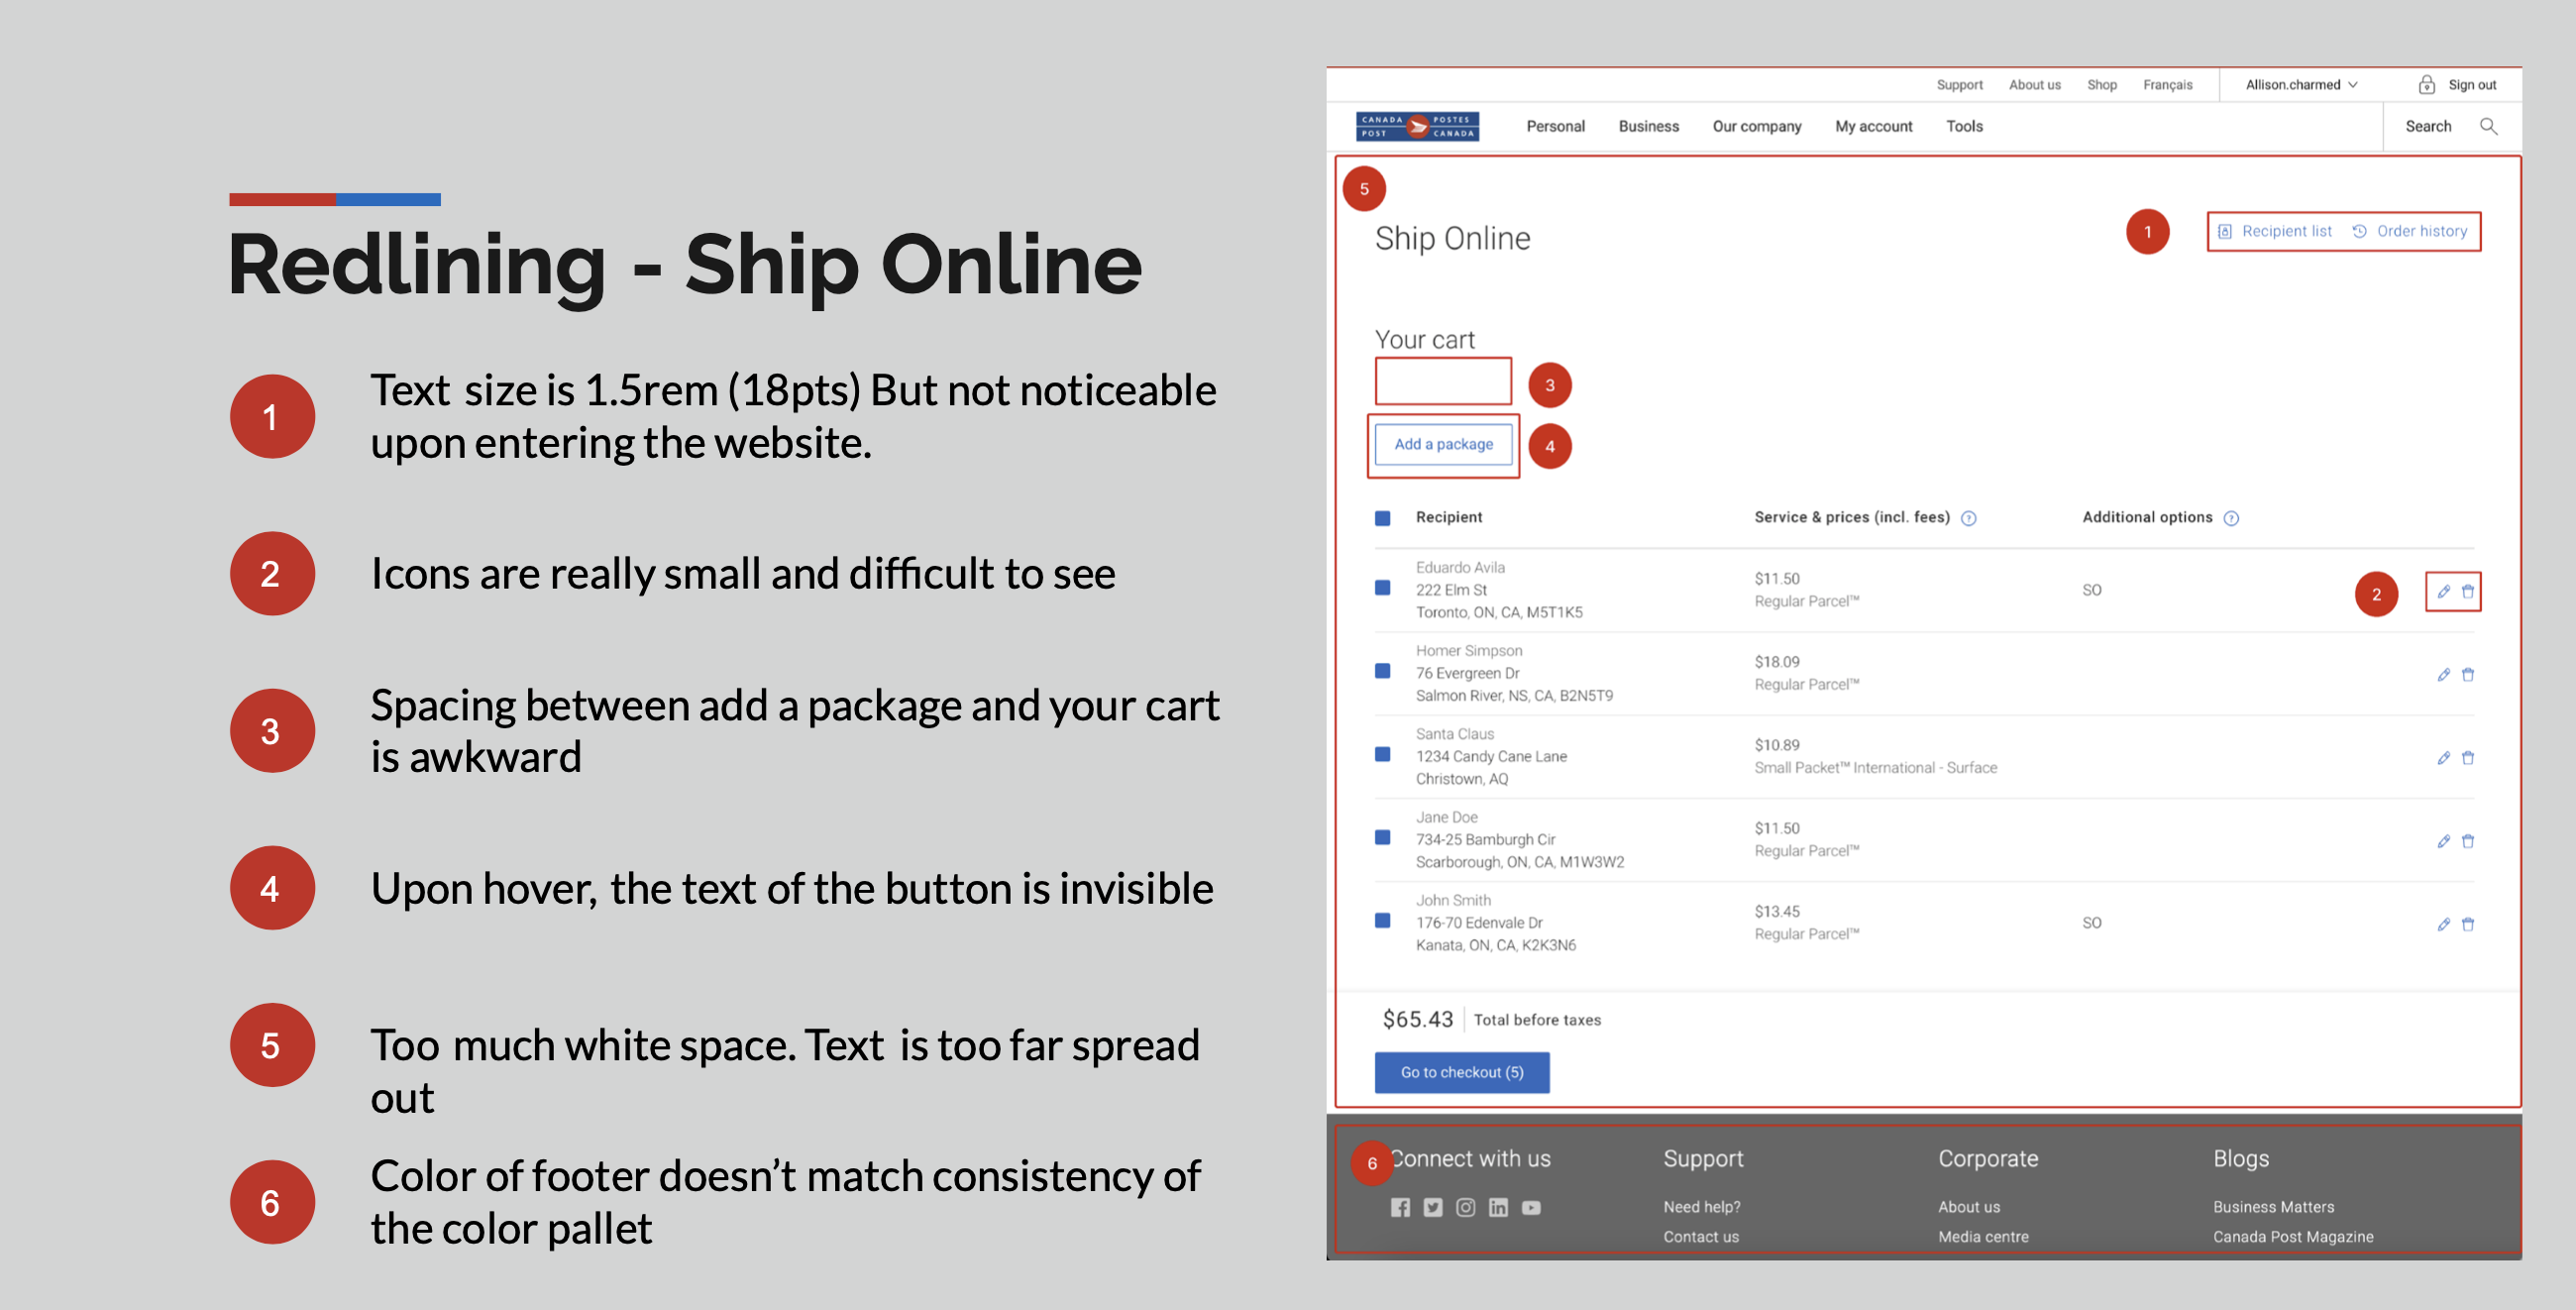 Redlining - Ship Online
1
Text size is 1.5rem (18pts) But not noticeable
upon entering the website.
2
Icons are really small and difficult to see
3
Spacing between add a package and your cart
is awkward
4
Upon hover, the text of the button is invisible
5
Too much white space. Text is too far spread
out
6
Color of footer doesn’t match consistency of
the color pallet
Support About us Shop Français Allison.charmed Sign out
CANADA POSTES
POST CANADA
Personal Business Our company My account Tools Search
5
Ship Online
1
Recipient list Order history
Your cart
3
Add a package
4
Recipient Service & prices (incl. fees) ? Additional options ?
Eduardo Avila
222 Elm St
Toronto, ON, CA, M5T1K5
$11.50
Regular Parcel™
SO
2
Homer Simpson
76 Evergreen Dr
Salmon River, NS, CA, B2N5T9
$18.09
Regular Parcel™
Santa Claus
1234 Candy Cane Lane
Christown, AQ
$10.89
Small Packet™ International - Surface
Jane Doe
734-25 Bamburgh Cir
Scarborough, ON, CA, M1W3W2
$11.50
Regular Parcel™
John Smith
176-70 Edenvale Dr
Kanata, ON, CA, K2K3N6
$13.45
Regular Parcel™
SO
$65.43 Total before taxes
Go to checkout (5)
6
Connect with us
Support
Need help?
Contact us
Corporate
About us
Media centre
Blogs
Business Matters
Canada Post Magazine